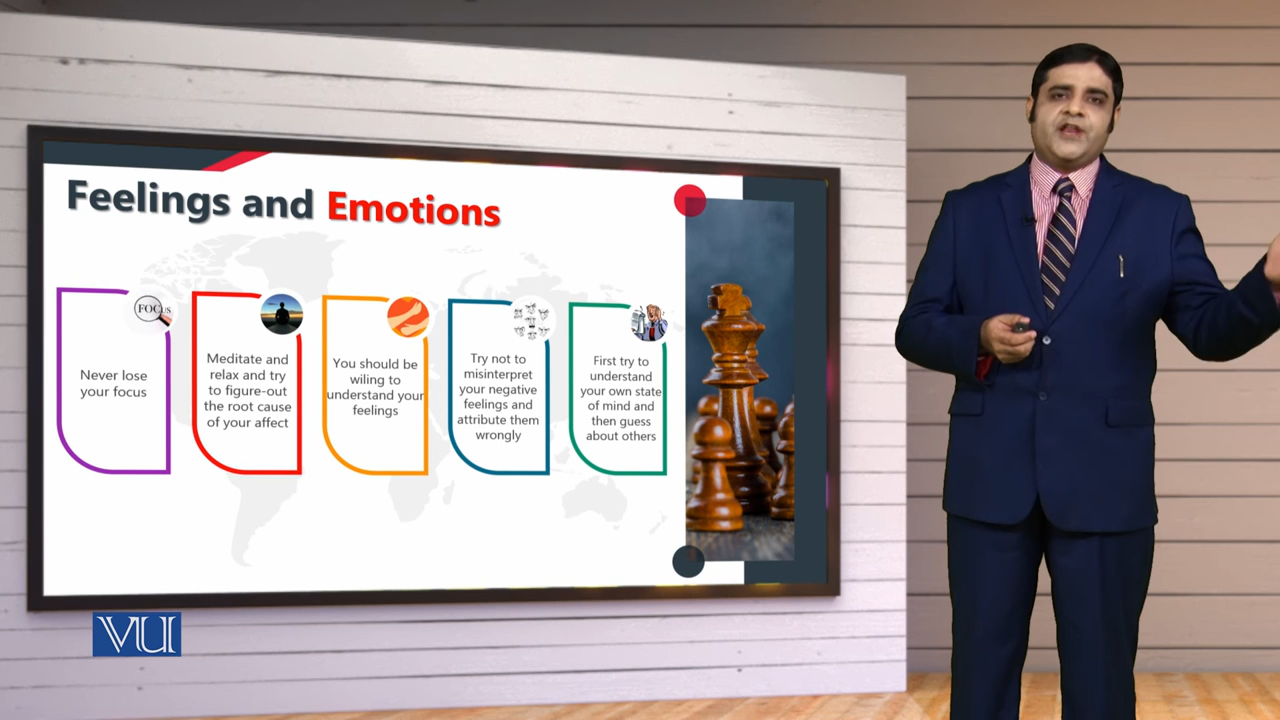 Feelings and Emotions
FOCUS
Never lose
your focus
Meditate and
relax and try
to figure-out
the root cause
of your affect
You should be
wiling to
understand your
feelings
Try not to
misinterpret
your negative
feelings and
attribute them
wrongly
First try to
understand
your own state
of mind and
then guess
about others
VU